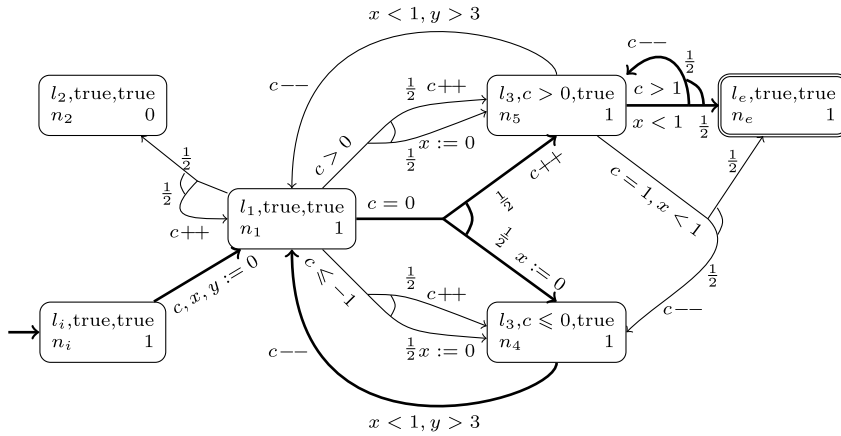 x < 1, y > 3
c−−
1/2
c−−
1/2 c++
l2,true,true
n2 0
l3, c > 0,true
n5 1
c > 1
x < 1
1/2
le,true,true
ne 1
c > 0
1/2 x := 0
1/2
1/2
c++
l1,true,true
n1 1
c = 0
c++
1/2
1/2 x := 0
c = 1, x < 1
1/2
1/2
c−−
c, x, y := 0
c ⩽ −1
1/2 c++
1/2 x := 0
li,true,true
ni 1
l3, c ⩽ 0,true
n4 1
c−−
x < 1, y > 3